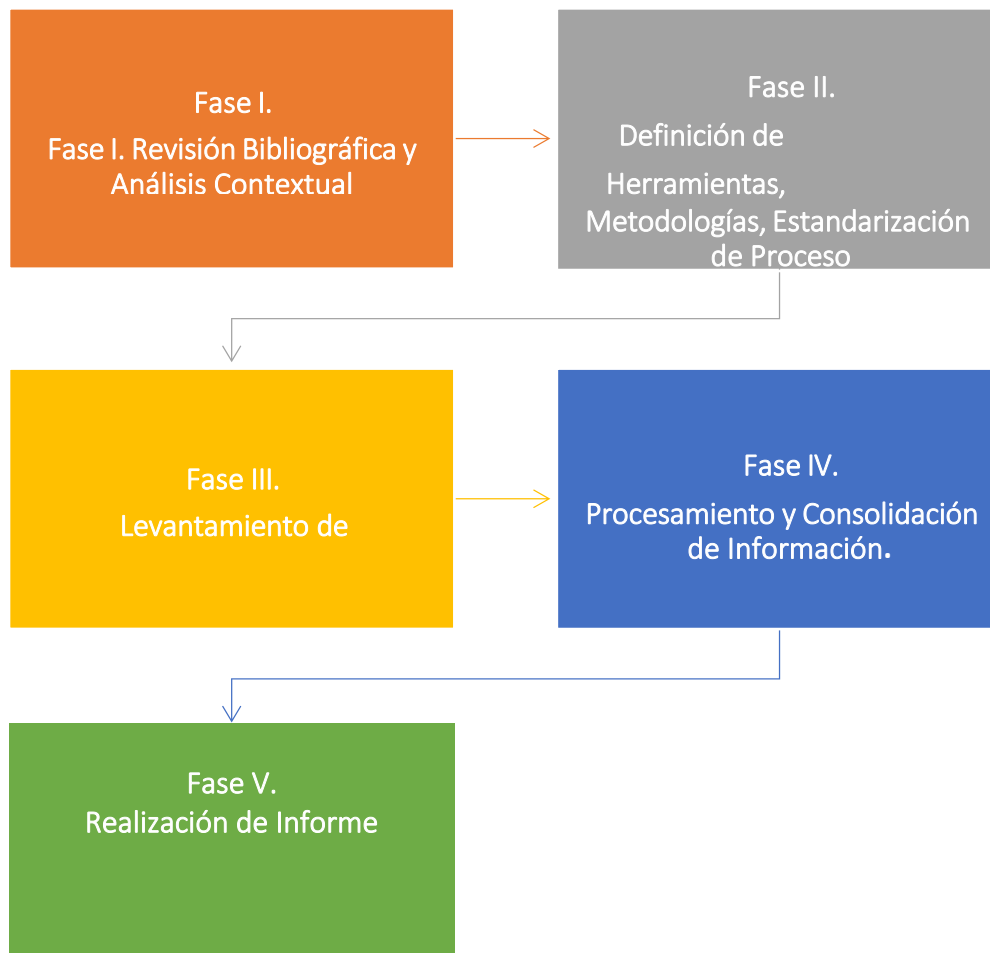 Fase I.
Fase I. Revisión Bibliográfica y
Análisis Contextual
Fase II.
Definición de
Herramientas,
Metodologías, Estandarización
de Proceso
Fase III.
Levantamiento de
Fase IV.
Procesamiento y Consolidación
de Información.
Fase V.
Realización de Informe